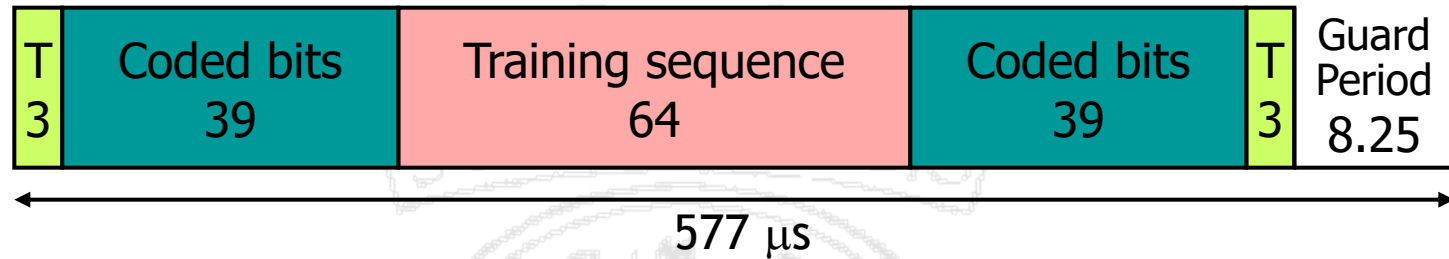 T
3
Coded bits
39
Training sequence
64
Coded bits
39
T
3
Guard
Period
8.25
577 μs